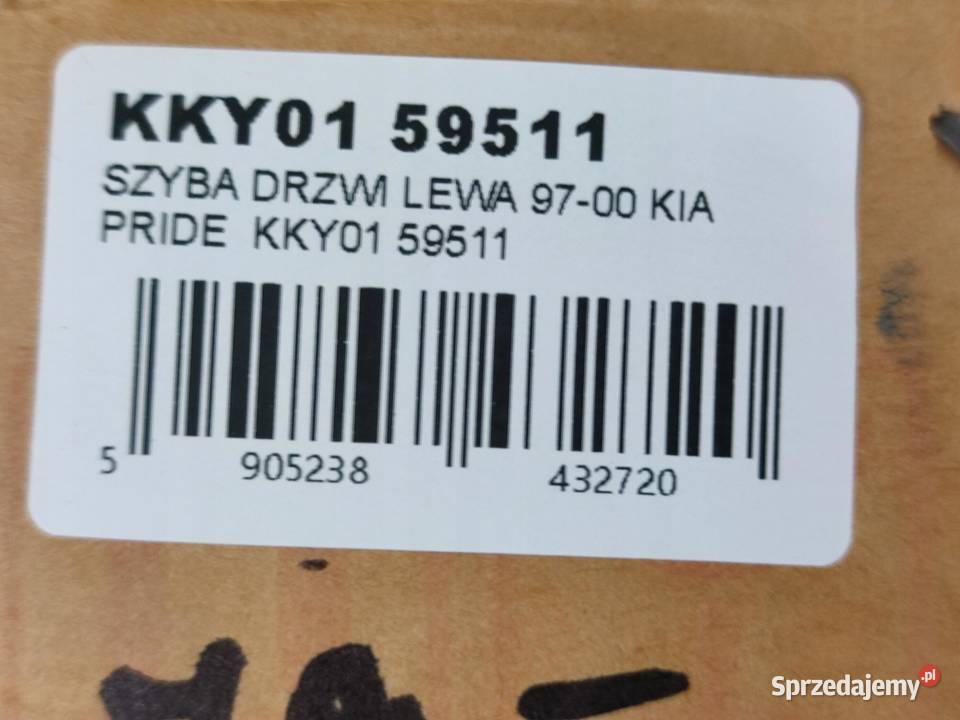 KKY01 59511
SZYBA DRZWI LEWA 97-00 KIA
PRIDE KKY01 59511
5 905238 432720
Sprzedajemy.pl